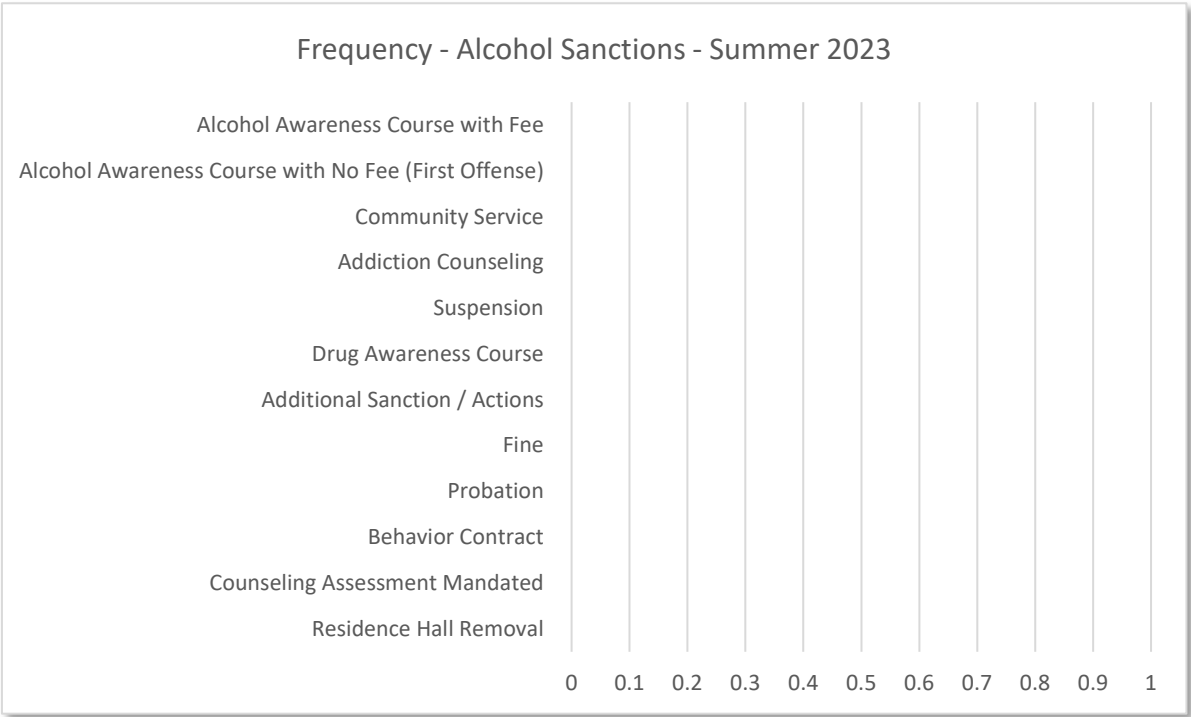 Frequency - Alcohol Sanctions - Summer 2023
Alcohol Awareness Course with Fee
Alcohol Awareness Course with No Fee (First Offense)
Community Service
Addiction Counseling
Suspension
Drug Awareness Course
Additional Sanction / Actions
Fine
Probation
Behavior Contract
Counseling Assessment Mandated
Residence Hall Removal
0 0.1 0.2 0.3 0.4 0.5 0.6 0.7 0.8 0.9 1